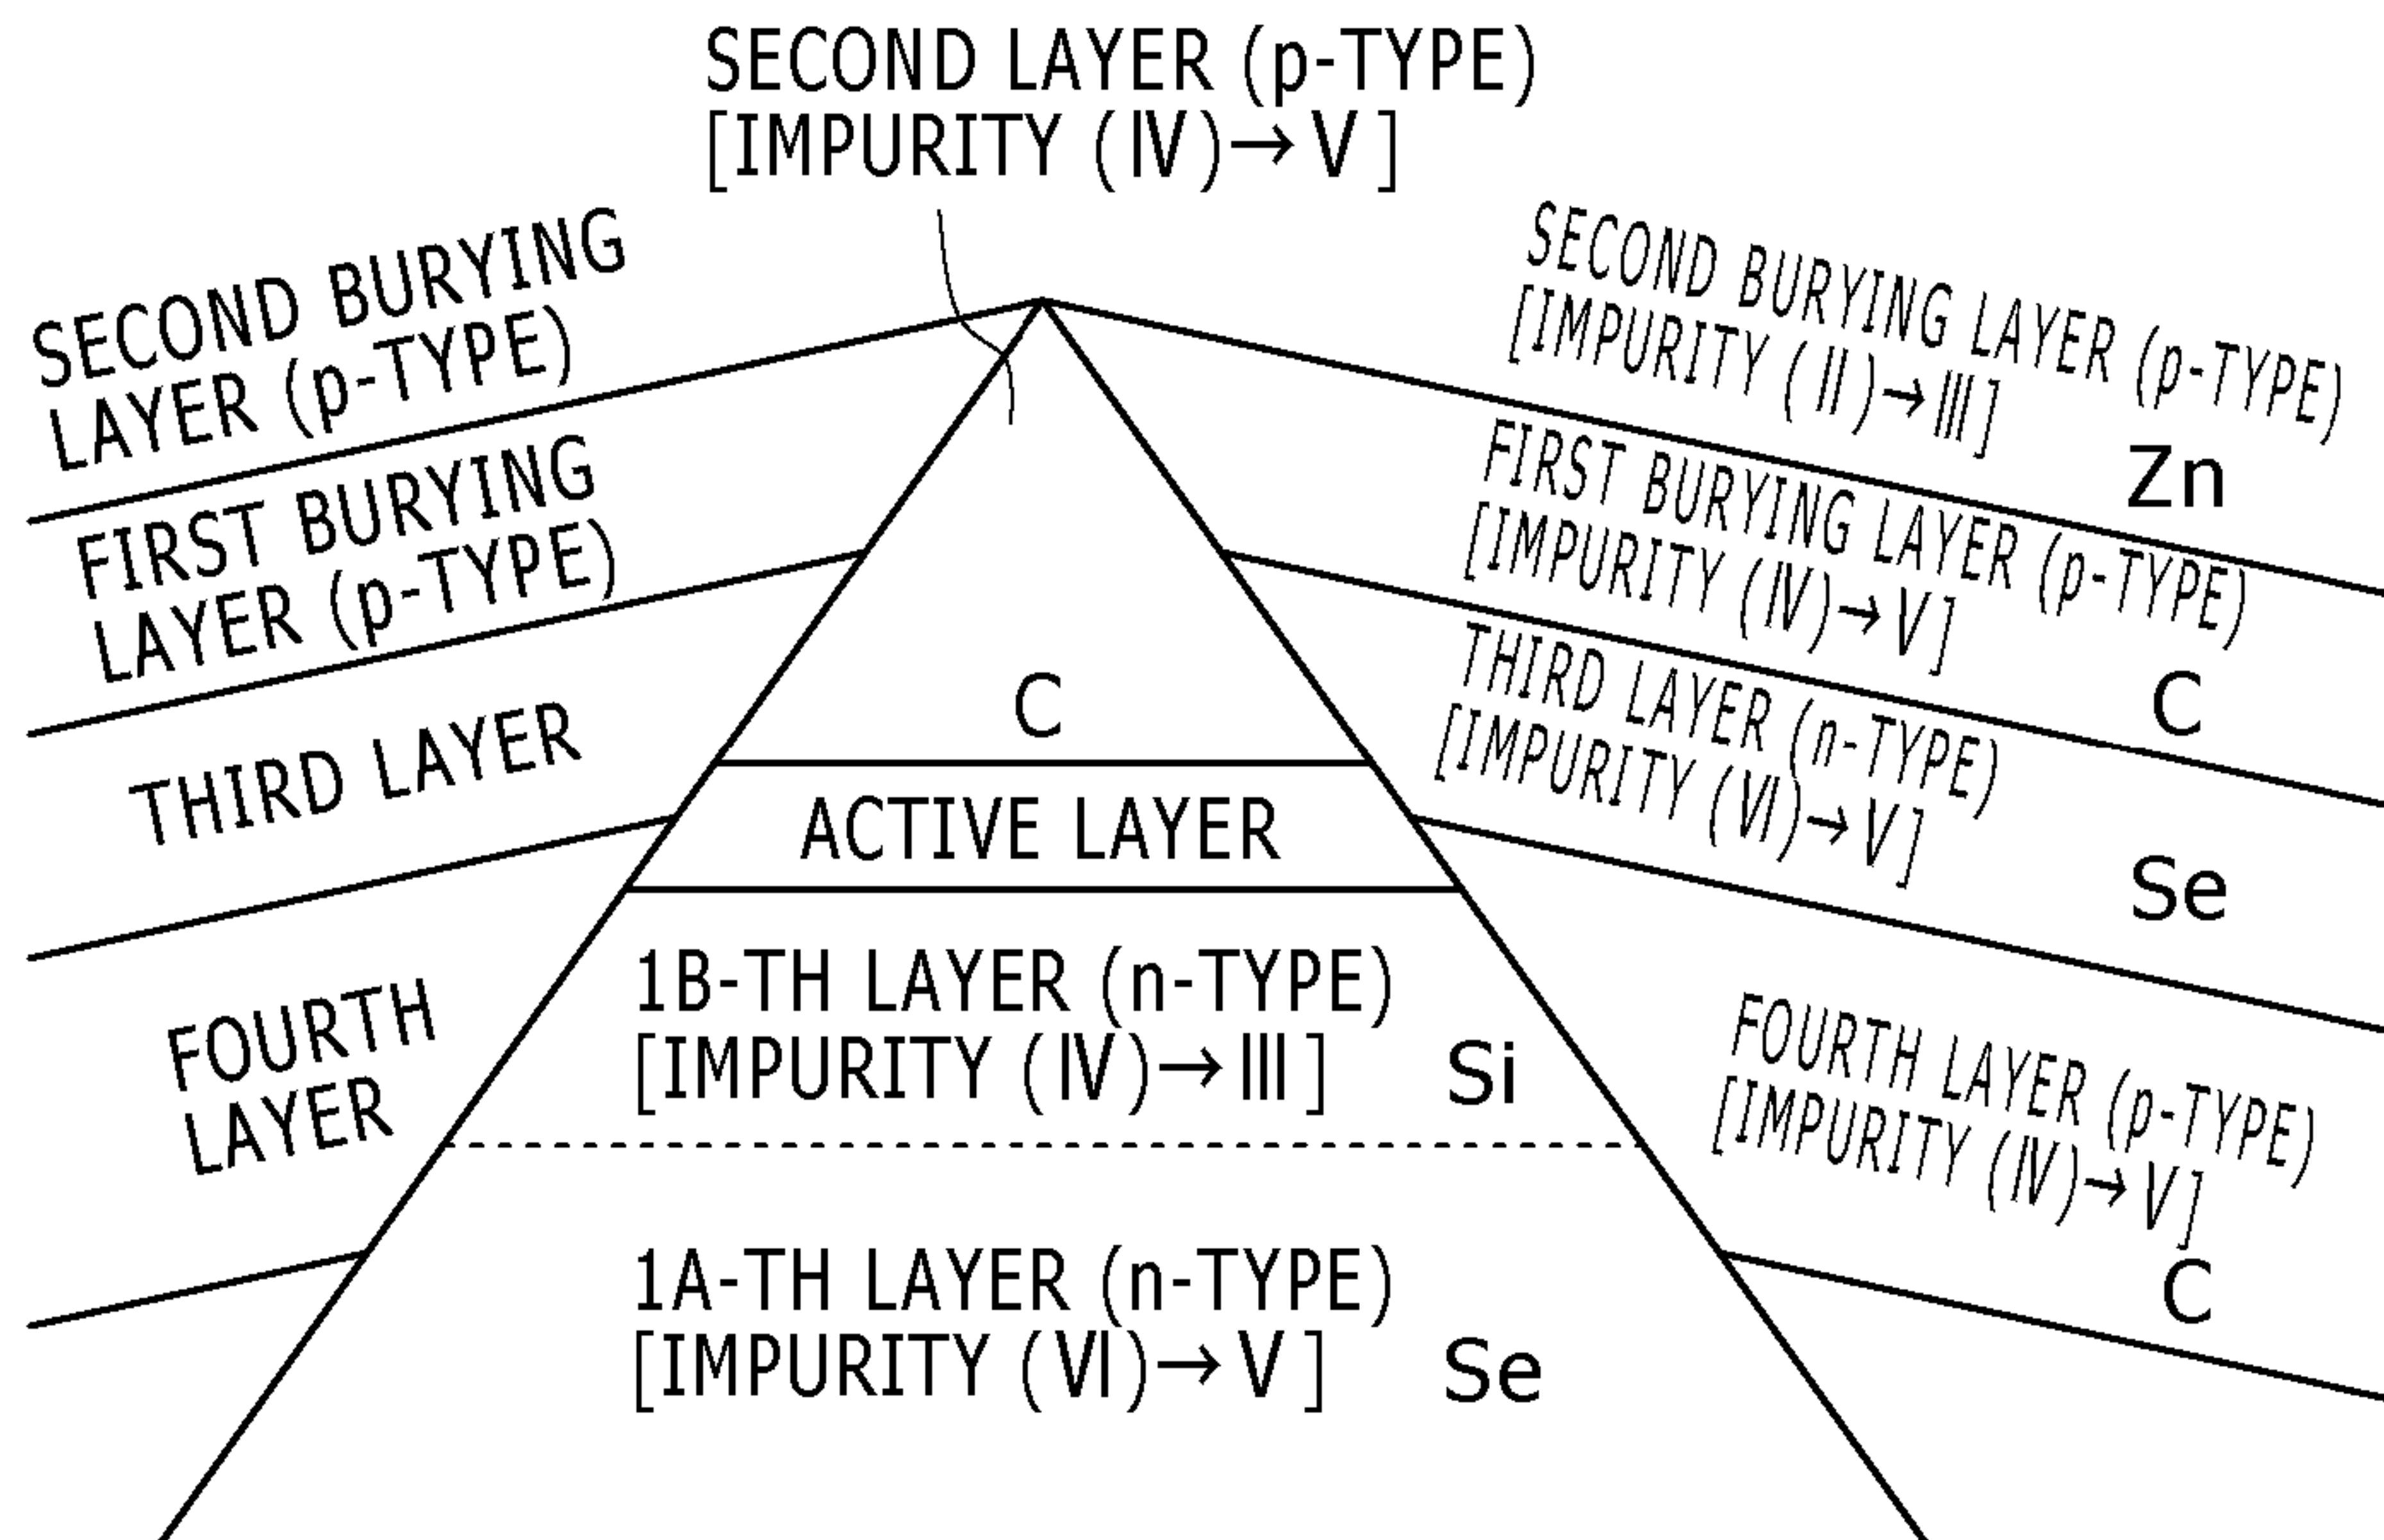 SECOND LAYER (p-TYPE)
[IMPURITY (Ⅳ)→Ⅴ]
SECOND BURYING
LAYER (p-TYPE)
FIRST BURYING
LAYER (p-TYPE)
THIRD LAYER
FOURTH
LAYER
C
ACTIVE LAYER
1B-TH LAYER (n-TYPE)
[IMPURITY (Ⅳ)→Ⅲ] Si
1A-TH LAYER (n-TYPE)
[IMPURITY (Ⅵ)→Ⅴ] Se
SECOND BURYING LAYER (p-TYPE)
[IMPURITY (Ⅱ)→Ⅲ]
Zn
FIRST BURYING LAYER (p-TYPE)
[IMPURITY (Ⅳ)→Ⅴ]
C
THIRD LAYER (n-TYPE)
[IMPURITY (Ⅵ)→Ⅴ]
Se
FOURTH LAYER (p-TYPE)
[IMPURITY (Ⅳ)→Ⅴ]
C